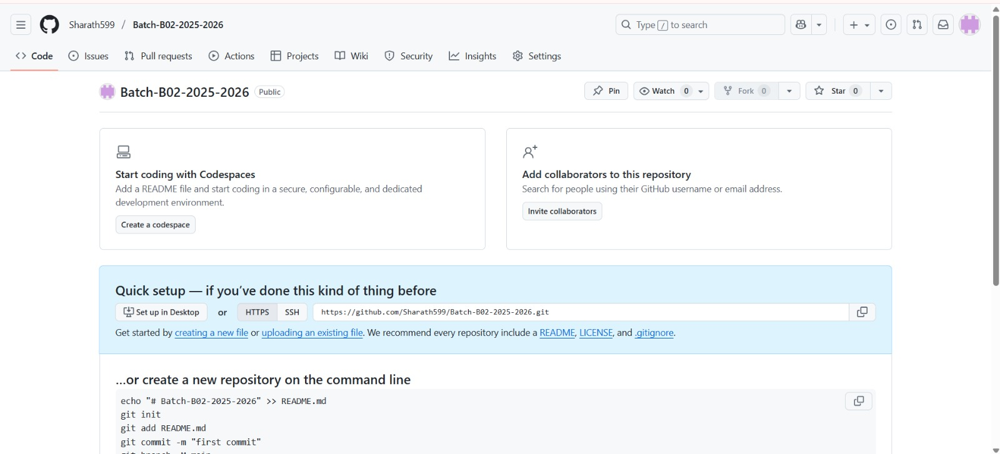 Sharath599 / Batch-B02-2025-2026
Type / to search
Code Issues Pull requests Actions Projects Wiki Security Insights Settings
Batch-B02-2025-2026 Public
Pin Watch 0 Fork 0 Star 0
Start coding with Codespaces
Add a README file and start coding in a secure, configurable, and dedicated
development environment.
Create a codespace
Add collaborators to this repository
Search for people using their GitHub username or email address.
Invite collaborators
Quick setup — if you’ve done this kind of thing before
Set up in Desktop or HTTPS SSH https://github.com/Sharath599/Batch-B02-2025-2026.git
Get started by creating a new file or uploading an existing file. We recommend every repository include a README, LICENSE, and .gitignore.
…or create a new repository on the command line
echo "# Batch-B02-2025-2026" >> README.md
git init
git add README.md
git commit -m "first commit"
git branch -M main